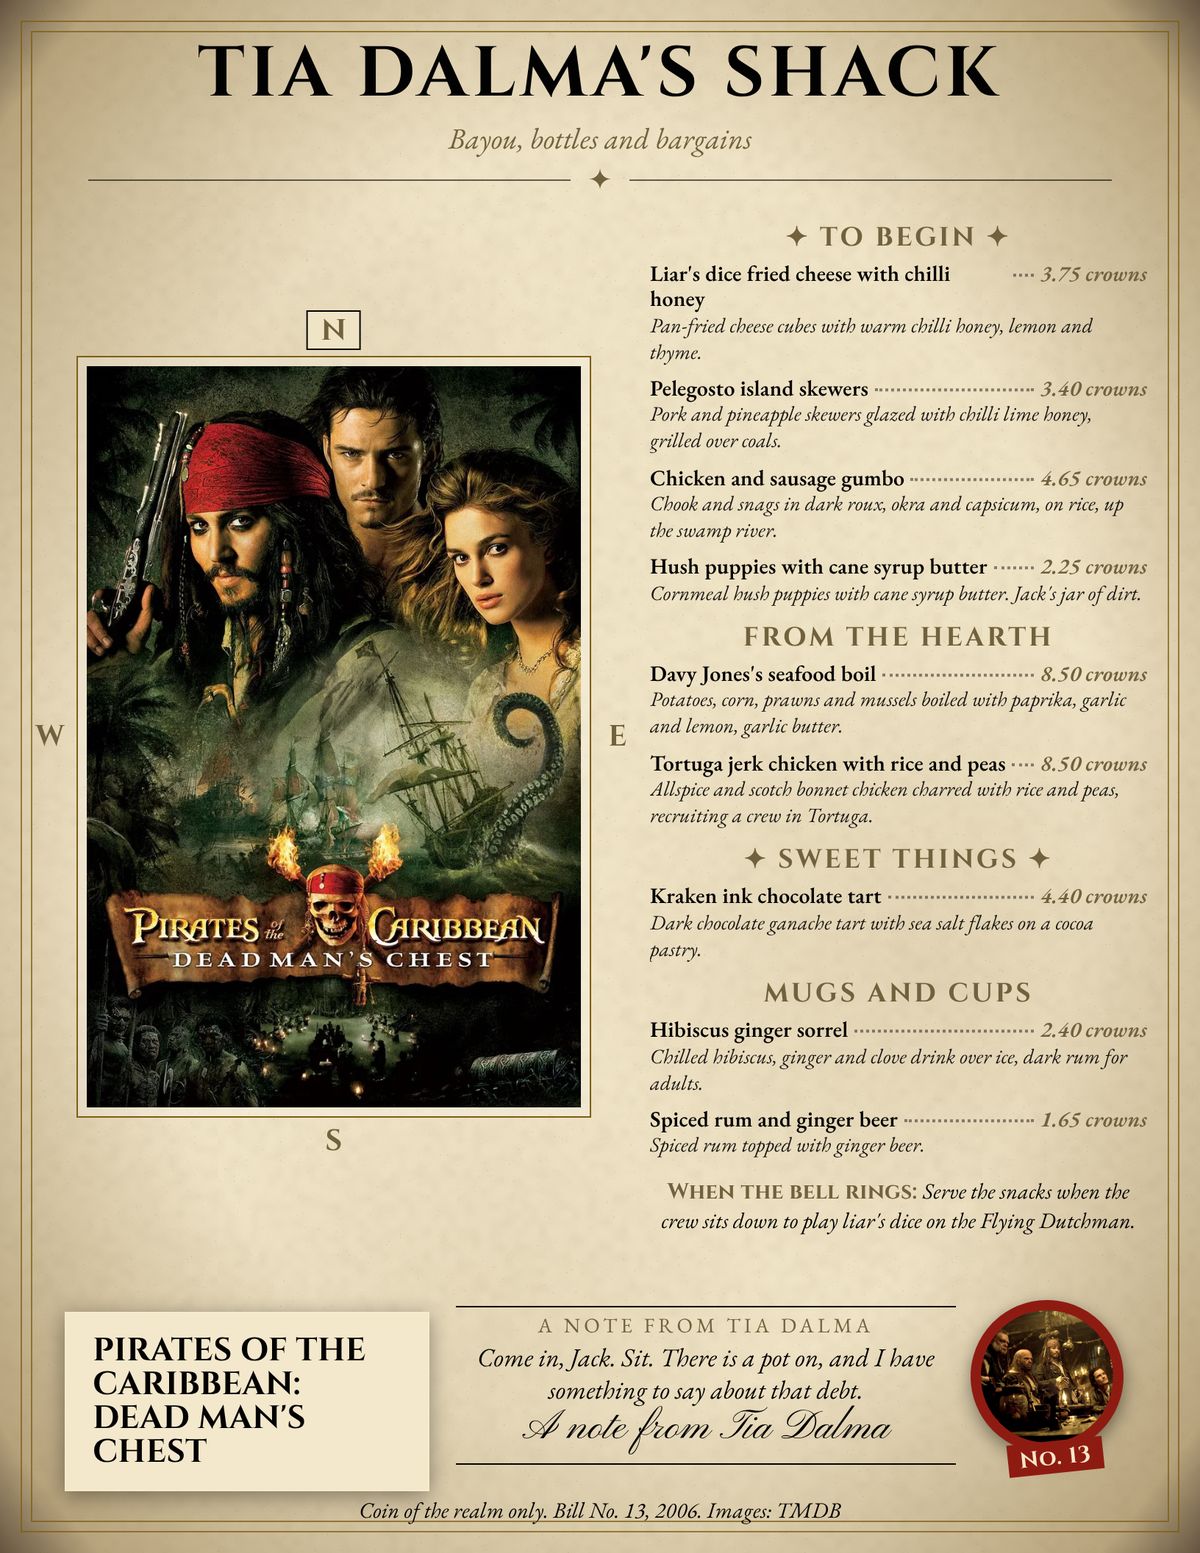 TIA DALMA'S SHACK
Bayou, bottles and bargains
N
W
E
S
PIRATES of the CARIBBEAN
DEAD MAN'S CHEST
✦ TO BEGIN ✦
Liar's dice fried cheese with chilli ···· 3.75 crowns
honey
Pan-fried cheese cubes with warm chilli honey, lemon and
thyme.
Pelegosto island skewers ···· 3.40 crowns
Pork and pineapple skewers glazed with chilli lime honey,
grilled over coals.
Chicken and sausage gumbo ···· 4.65 crowns
Chook and snags in dark roux, okra and capsicum, on rice, up
the swamp river.
Hush puppies with cane syrup butter ···· 2.25 crowns
Cornmeal hush puppies with cane syrup butter. Jack's jar of dirt.
FROM THE HEARTH
Davy Jones's seafood boil ···· 8.50 crowns
Potatoes, corn, prawns and mussels boiled with paprika, garlic
and lemon, garlic butter.
Tortuga jerk chicken with rice and peas ···· 8.50 crowns
Allspice and scotch bonnet chicken charred with rice and peas,
recruiting a crew in Tortuga.
✦ SWEET THINGS ✦
Kraken ink chocolate tart ···· 4.40 crowns
Dark chocolate ganache tart with sea salt flakes on a cocoa
pastry.
MUGS AND CUPS
Hibiscus ginger sorrel ···· 2.40 crowns
Chilled hibiscus, ginger and clove drink over ice, dark rum for
adults.
Spiced rum and ginger beer ···· 1.65 crowns
Spiced rum topped with ginger beer.
WHEN THE BELL RINGS: Serve the snacks when the
crew sits down to play liar's dice on the Flying Dutchman.
PIRATES OF THE
CARIBBEAN:
DEAD MAN'S
CHEST
A NOTE FROM TIA DALMA
Come in, Jack. Sit. There is a pot on, and I have
something to say about that debt.
A note from Tia Dalma
NO. 13
Coin of the realm only. Bill No. 13, 2006. Images: TMDB